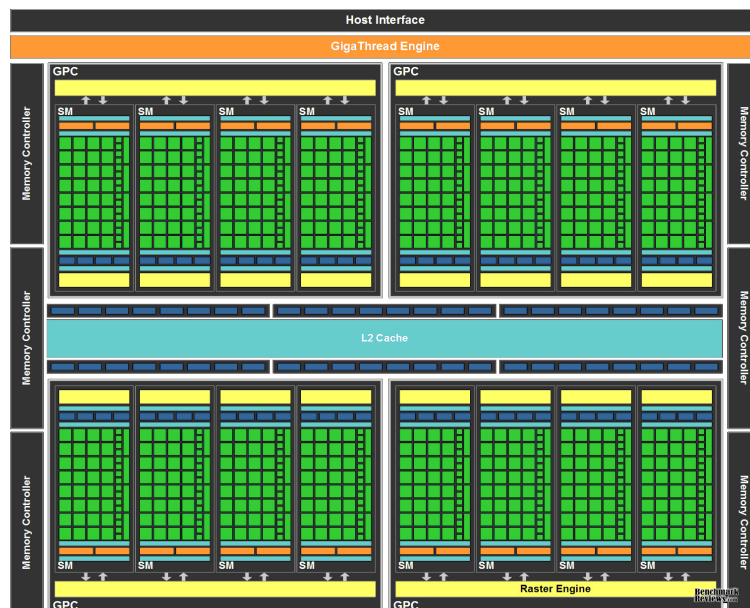 Host Interface
GigaThread Engine
GPC
GPC
SM
SM
SM
SM
SM
SM
SM
SM
Memory Controller
Memory Controller
Memory Controller
Memory Controller
L2 Cache
Memory Controller
Memory Controller
SM
SM
SM
SM
SM
SM
SM
SM
Raster Engine
GPC
GPC
Benchmark
Reviews.com